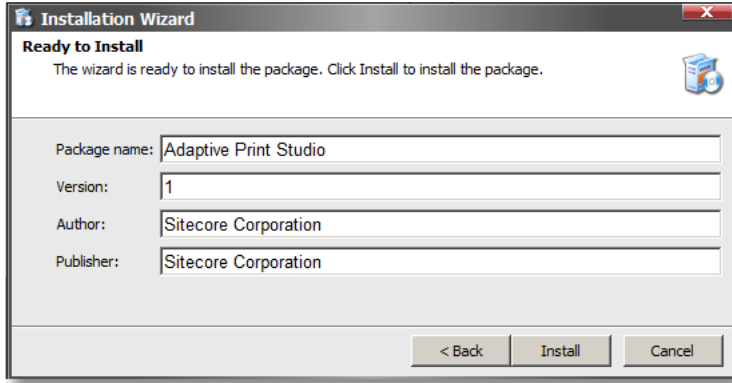 Installation Wizard
Ready to Install
The wizard is ready to install the package. Click Install to install the package.
Package name: Adaptive Print Studio
Version: 1
Author: Sitecore Corporation
Publisher: Sitecore Corporation
< Back Install Cancel